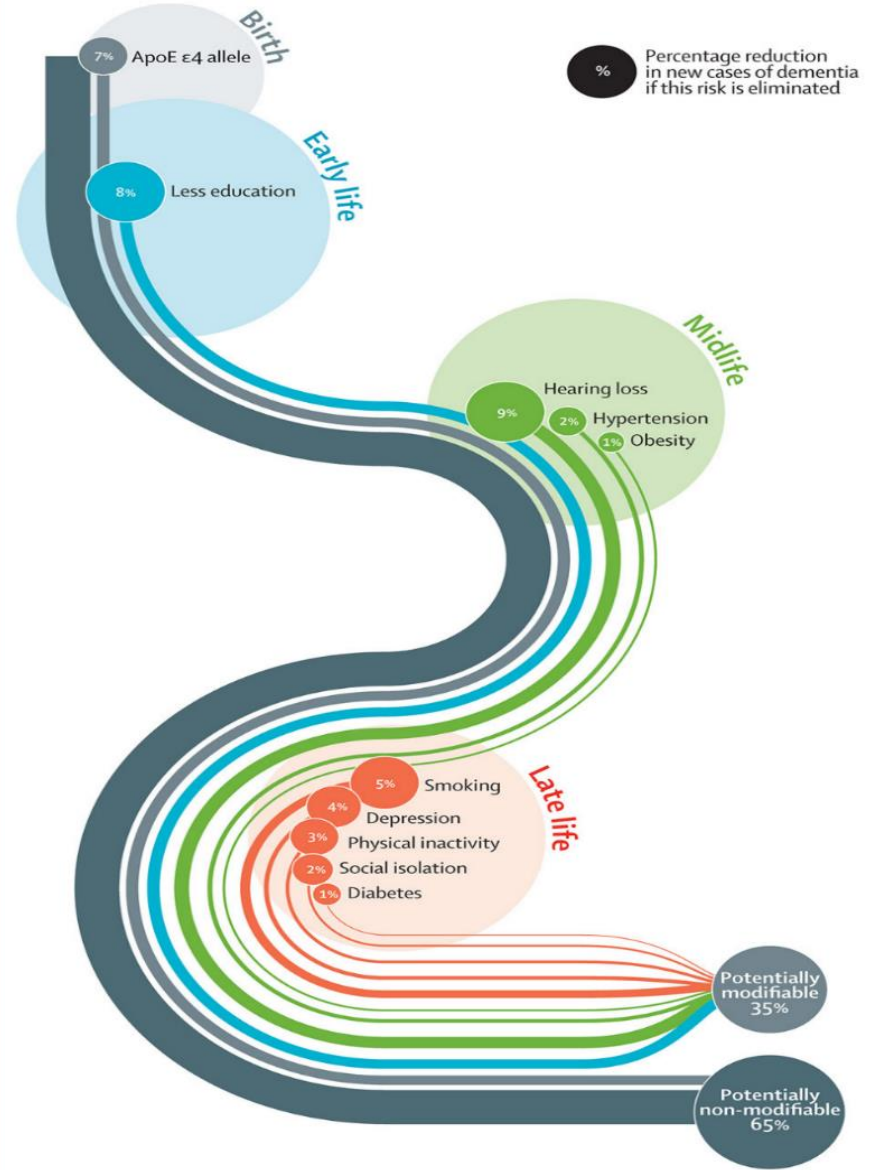 Birth
7% ApoE ε4 allele
%
Percentage reduction
in new cases of dementia
if this risk is eliminated
Early life
8% Less education
Midlife
Hearing loss
9%
2% Hypertension
1% Obesity
Late life
5% Smoking
4% Depression
3% Physical inactivity
2% Social isolation
1% Diabetes
Potentially
modifiable
35%
Potentially
non-modifiable
65%